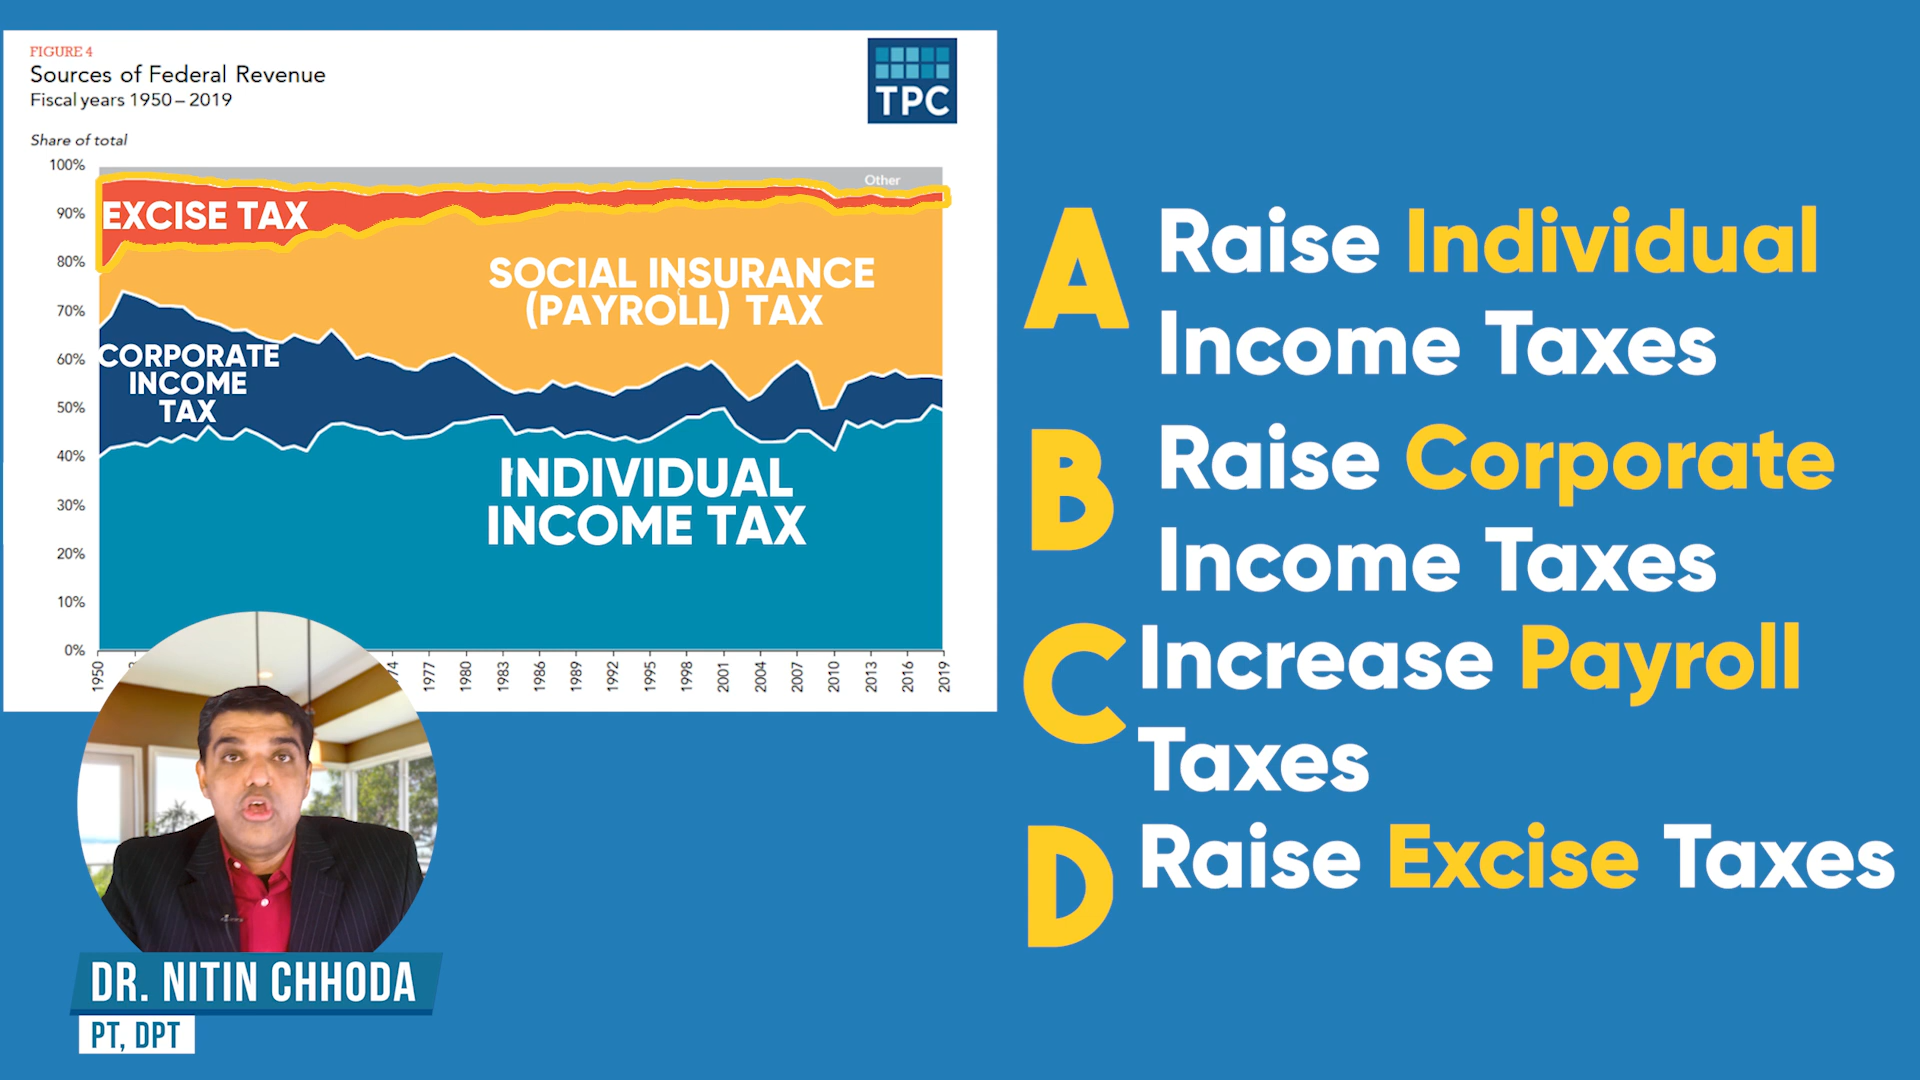 FIGURE 4
Sources of Federal Revenue
Fiscal years 1950 – 2019
TPC
Share of total
100%
90%
80%
70%
60%
50%
40%
30%
20%
10%
0%
Other
EXCISE TAX
SOCIAL INSURANCE
(PAYROLL) TAX
CORPORATE
INCOME
TAX
INDIVIDUAL
INCOME TAX
1950
1977
1980
1983
1986
1989
1992
1995
1998
2001
2004
2007
2010
2013
2016
2019
A Raise Individual
Income Taxes
B Raise Corporate
Income Taxes
C Increase Payroll
Taxes
D Raise Excise Taxes
DR. NITIN CHHODA
PT, DPT